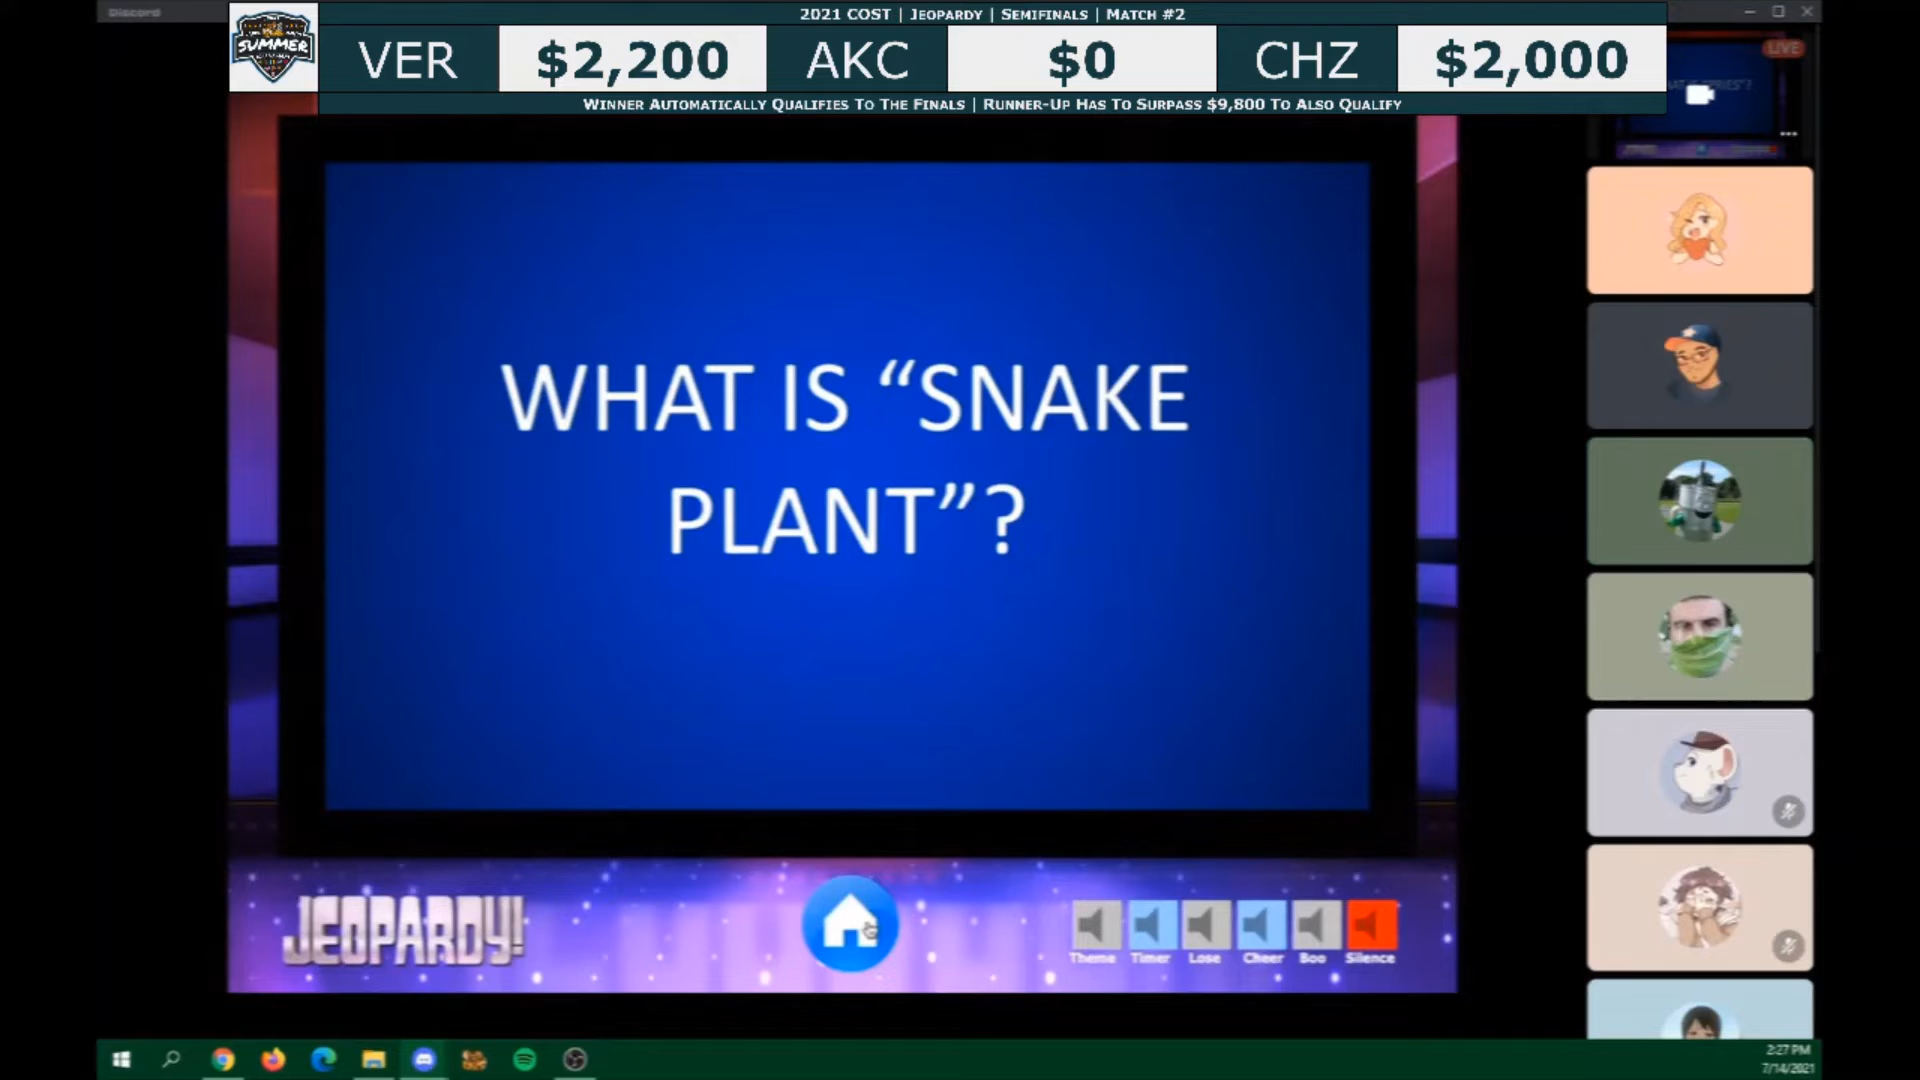 Discord
2021 COST | JEOPARDY | SEMIFINALS | MATCH #2
SUMMER
VER $2,200 AKC $0 CHZ $2,000
WINNER AUTOMATICALLY QUALIFIES TO THE FINALS | RUNNER-UP HAS TO SURPASS $9,800 TO ALSO QUALIFY
LIVE
WHAT IS “SNAKE
PLANT”?
JEOPARDY!
Theme Timer Lose Cheer Boo Silence
2:27 PM
7/14/2021